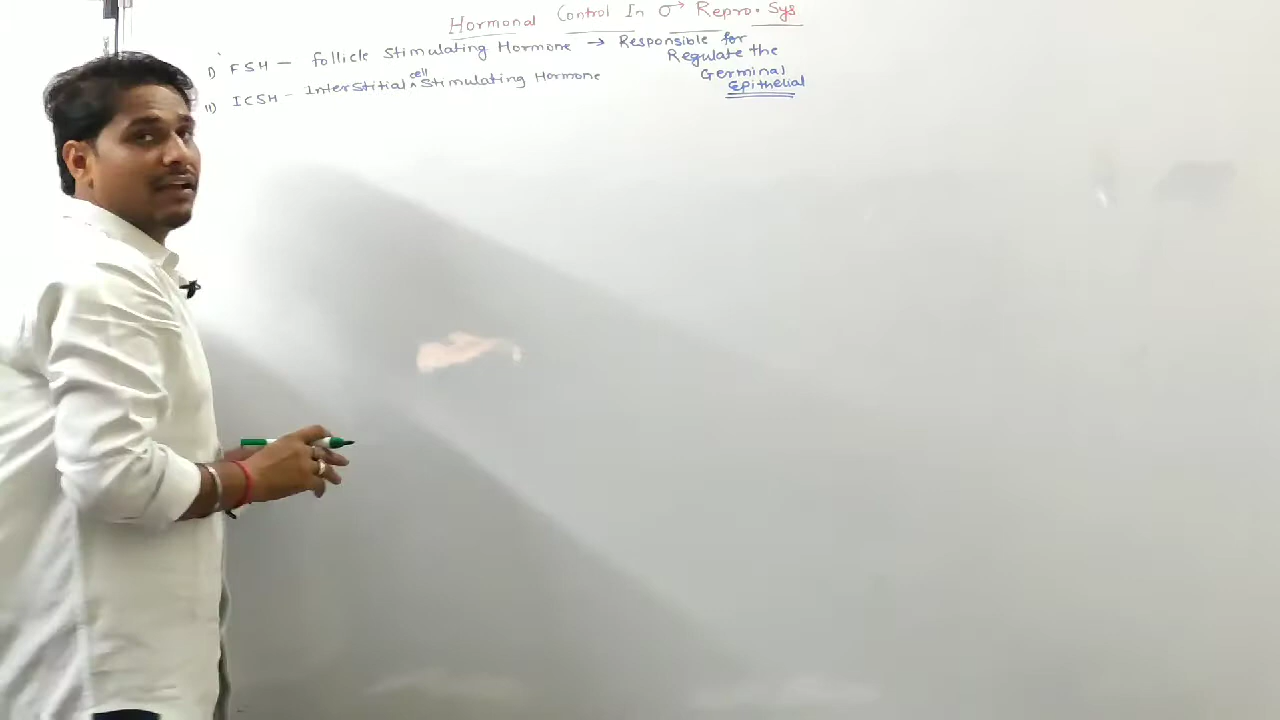 Hormonal Control In ♂ Repro. Sys
I) FSH — Follicle Stimulating Hormone → Responsible for
Regulate the
Germinal
Epithelial
II) ICSH - Interstitial cell Stimulating Hormone